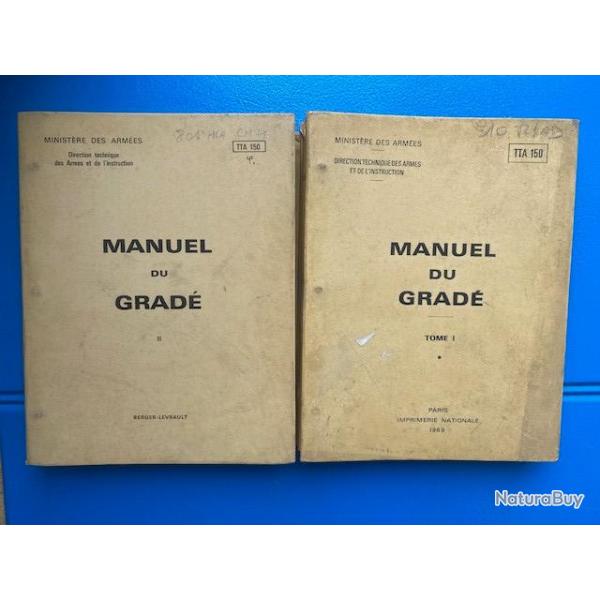 MINISTÈRE DES ARMÉES
Direction technique
des Armes et de l'Instruction
TTA 150
MANUEL
DU
GRADÉ
II
BERGER-LEVRAULT
MINISTÈRE DES ARMÉES
DIRECTION TECHNIQUE DES ARMES
ET DE L'INSTRUCTION
TTA 150
MANUEL
DU
GRADÉ
TOME I
PARIS
IMPRIMERIE NATIONALE
1969
NaturaBuy